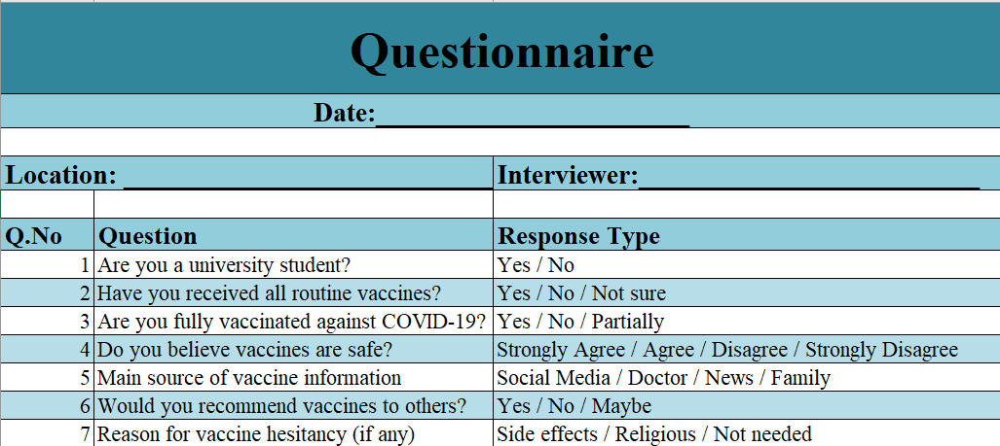 Questionnaire
Date:_______________________
Location: ___________________________ Interviewer:_________________________
Q.No Question Response Type
1 Are you a university student? Yes / No
2 Have you received all routine vaccines? Yes / No / Not sure
3 Are you fully vaccinated against COVID-19? Yes / No / Partially
4 Do you believe vaccines are safe? Strongly Agree / Agree / Disagree / Strongly Disagree
5 Main source of vaccine information Social Media / Doctor / News / Family
6 Would you recommend vaccines to others? Yes / No / Maybe
7 Reason for vaccine hesitancy (if any) Side effects / Religious / Not needed